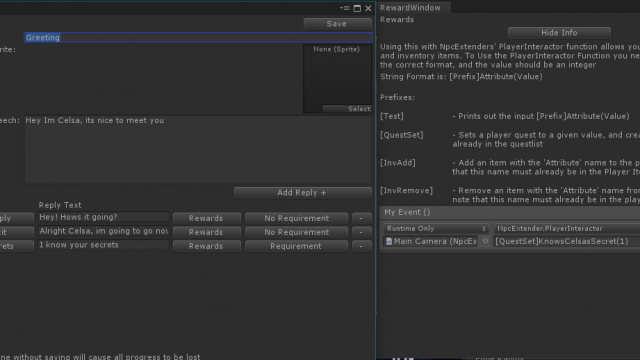 Save
Greeting
rite:
None (Sprite)
Select
eech:
Hey Im Celsa, its nice to meet you
Add Reply +
Reply Text
ply
Hey! Hows it going?
Rewards
No Requirement
-
it
Alright Celsa, im going to go now
Rewards
No Requirement
-
rets
I know your secrets
Rewards
Requirement
-
ne without saving will cause all progress to be lost
RewardWindow
Rewards
Hide Info
Using this with NpcExtenders' PlayerInteractor function allows you
and inventory items. To Use the PlayerInteractor Function you nee
the correct format, and the value should be an integer
String Format is: [Prefix]Attribute(Value)
Prefixes:
[Test] - Prints out the input [Prefix]Attribute(Value)
[QuestSet] - Sets a player quest to a given value, and crea
already in the questlist
[InvAdd] - Add an item with the 'Attribute' name to the p
that this name must already be in the Player Ite
[InvRemove] - Remove an item with the 'Attribute' name from
note that this name must already be in the playe
My Event ()
Runtime Only
NpcExtender.PlayerInteractor
Main Camera (NpcEx
[QuestSet]KnowsCelsasSecret(1)